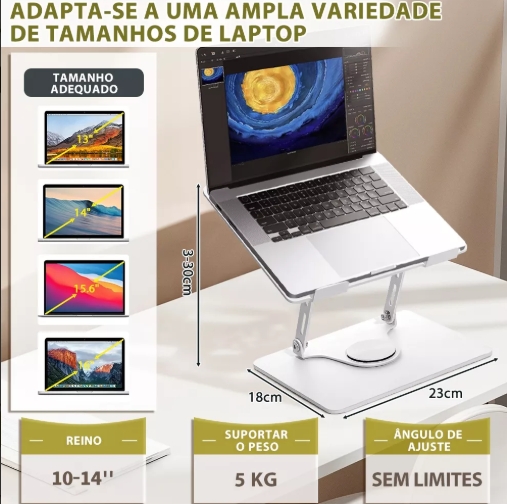 ADAPTA-SE A UMA AMPLA VARIEDADE
DE TAMANHOS DE LAPTOP
TAMANHO
ADEQUADO
13"
14"
15.6"
3-30cm
18cm
23cm
REINO
10-14''
SUPORTAR
O PESO
5 KG
ÂNGULO DE
AJUSTE
SEM LIMITES